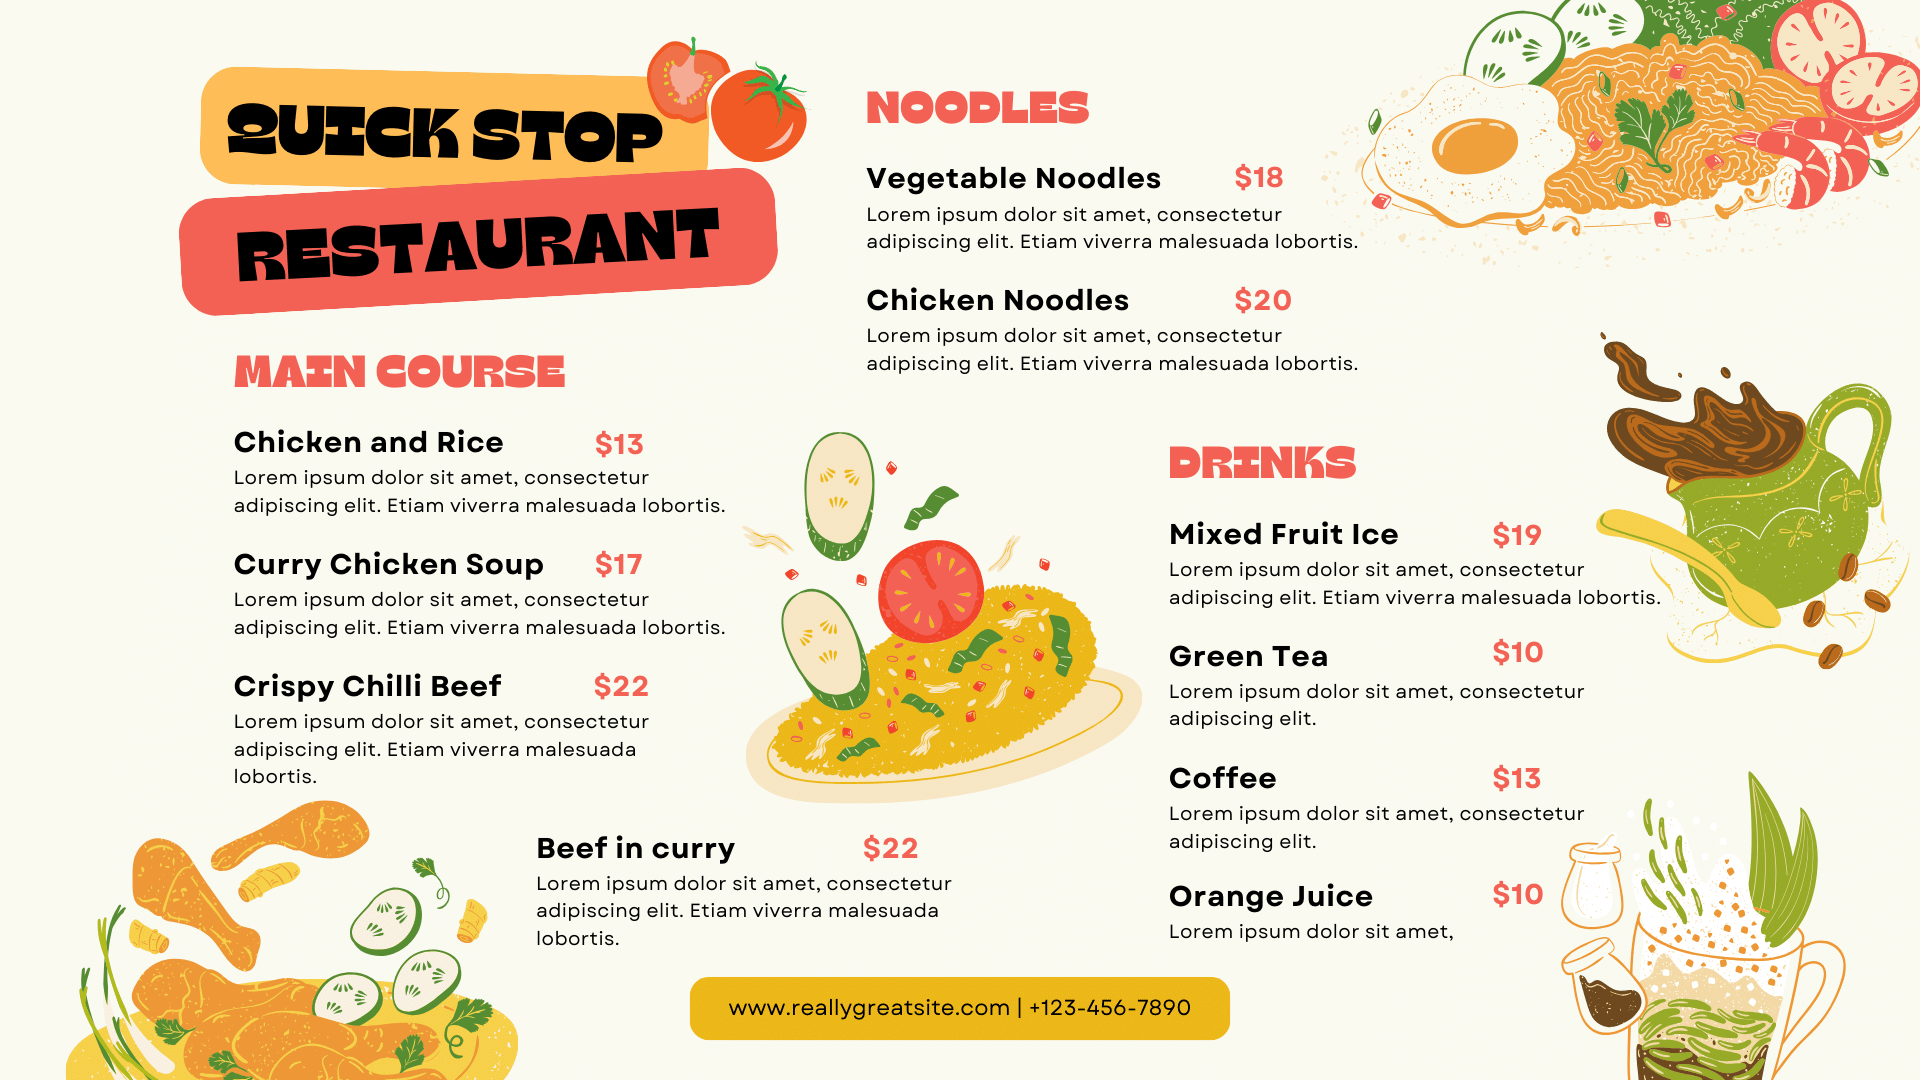 QUICK STOP
RESTAURANT
MAIN COURSE
Chicken and Rice $13
Lorem ipsum dolor sit amet, consectetur
adipiscing elit. Etiam viverra malesuada lobortis.
Curry Chicken Soup $17
Lorem ipsum dolor sit amet, consectetur
adipiscing elit. Etiam viverra malesuada lobortis.
Crispy Chilli Beef $22
Lorem ipsum dolor sit amet, consectetur
adipiscing elit. Etiam viverra malesuada
lobortis.
Beef in curry $22
Lorem ipsum dolor sit amet, consectetur
adipiscing elit. Etiam viverra malesuada
lobortis.
NOODLES
Vegetable Noodles $18
Lorem ipsum dolor sit amet, consectetur
adipiscing elit. Etiam viverra malesuada lobortis.
Chicken Noodles $20
Lorem ipsum dolor sit amet, consectetur
adipiscing elit. Etiam viverra malesuada lobortis.
DRINKS
Mixed Fruit Ice $19
Lorem ipsum dolor sit amet, consectetur
adipiscing elit. Etiam viverra malesuada lobortis.
Green Tea $10
Lorem ipsum dolor sit amet, consectetur
adipiscing elit.
Coffee $13
Lorem ipsum dolor sit amet, consectetur
adipiscing elit.
Orange Juice $10
Lorem ipsum dolor sit amet,
www.reallygreatsite.com | +123-456-7890